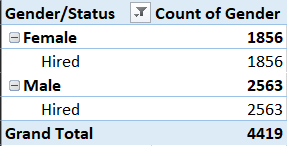 Gender/Status Count of Gender
Female 1856
Hired 1856
Male 2563
Hired 2563
Grand Total 4419